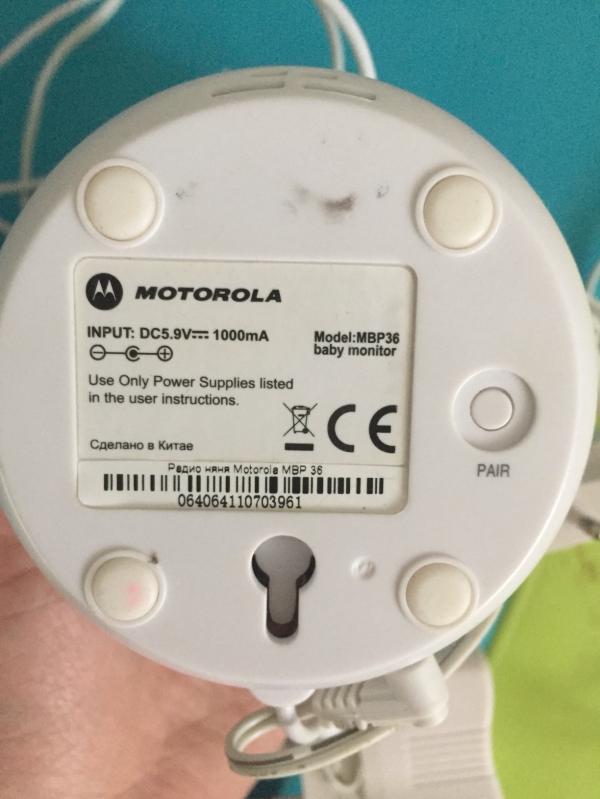 MOTOROLA
INPUT: DC5.9V⎓ 1000mA
Model:MBP36
baby monitor
Use Only Power Supplies listed
in the user instructions.
CE
Сделано в Китае
Радио няня Motorola MBP 36
064064110703961
PAIR